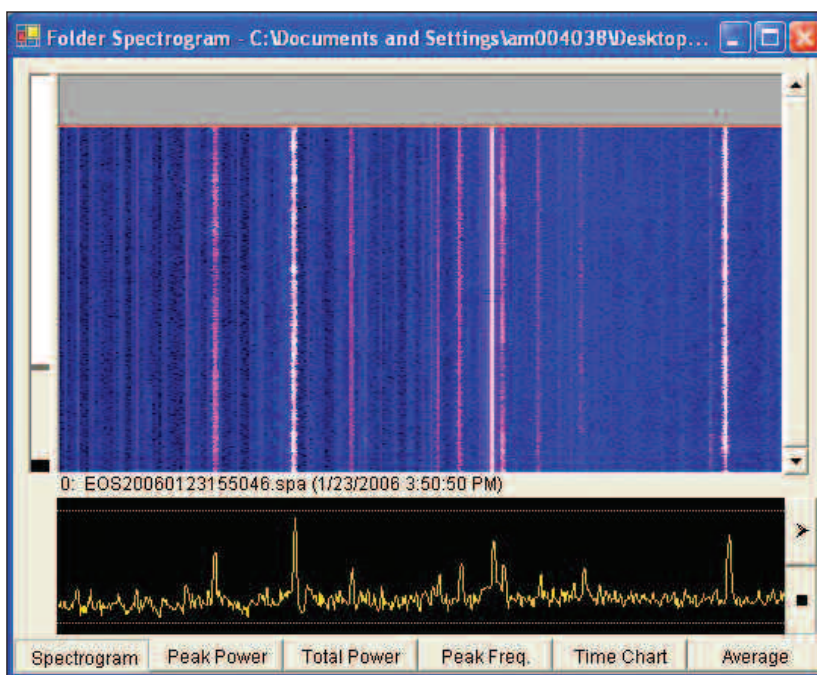 Folder Spectrogram - C:\Documents and Settings\am004038\Desktop...
0: EOS20060123155046.spa (1/23/2006 3:50:50 PM)
Spectrogram Peak Power Total Power Peak Freq. Time Chart Average